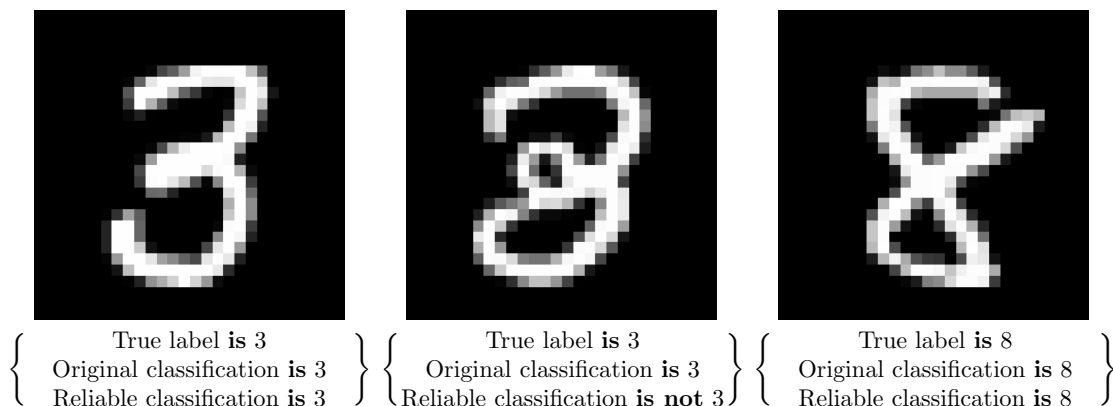 True label is 3
Original classification is 3
Reliable classification is 3
True label is 3
Original classification is 3
Reliable classification is not 3
True label is 8
Original classification is 8
Reliable classification is 8